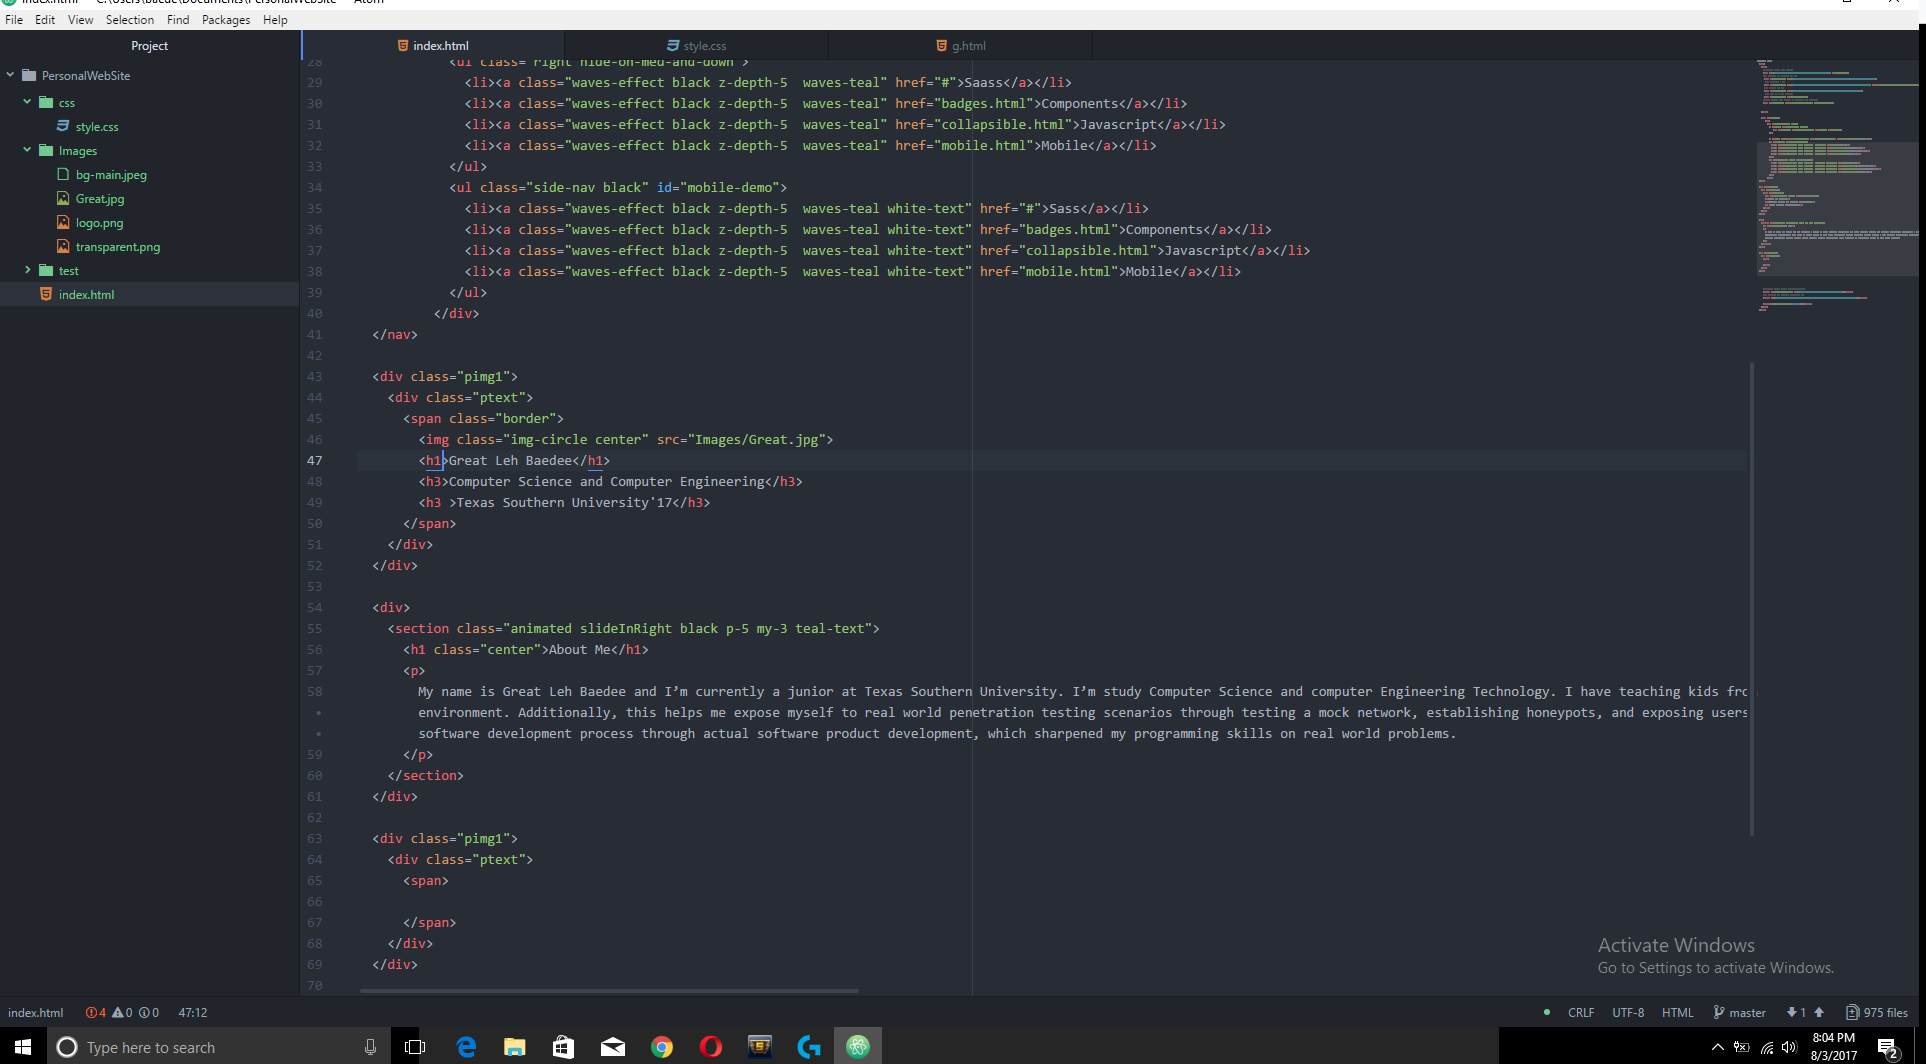 index.html — C:\Users\baede\Documents\PersonalWebSite — Atom
File Edit View Selection Find Packages Help
Project
index.html
style.css
g.html
PersonalWebSite
css
style.css
Images
bg-main.jpeg
Great.jpg
logo.png
transparent.png
test
index.html
28 <ul class="right hide-on-med-and-down">
29 <li><a class="waves-effect black z-depth-5  waves-teal" href="#">Saass</a></li>
30 <li><a class="waves-effect black z-depth-5  waves-teal" href="badges.html">Components</a></li>
31 <li><a class="waves-effect black z-depth-5  waves-teal" href="collapsible.html">Javascript</a></li>
32 <li><a class="waves-effect black z-depth-5  waves-teal" href="mobile.html">Mobile</a></li>
33 </ul>
34 <ul class="side-nav black" id="mobile-demo">
35 <li><a class="waves-effect black z-depth-5  waves-teal white-text" href="#">Sass</a></li>
36 <li><a class="waves-effect black z-depth-5  waves-teal white-text" href="badges.html">Components</a></li>
37 <li><a class="waves-effect black z-depth-5  waves-teal white-text" href="collapsible.html">Javascript</a></li>
38 <li><a class="waves-effect black z-depth-5  waves-teal white-text" href="mobile.html">Mobile</a></li>
39 </ul>
40 </div>
41 </nav>
42
43 <div class="pimg1">
44 <div class="ptext">
45 <span class="border">
46 <img class="img-circle center" src="Images/Great.jpg">
47 <h1>Great Leh Baedee</h1>
48 <h3>Computer Science and Computer Engineering</h3>
49 <h3 >Texas Southern University'17</h3>
50 </span>
51 </div>
52 </div>
53
54 <div>
55 <section class="animated slideInRight black p-5 my-3 teal-text">
56 <h1 class="center">About Me</h1>
57 <p>
58 My name is Great Leh Baedee and I’m currently a junior at Texas Southern University. I’m study Computer Science and computer Engineering Technology. I have teaching kids fro
• environment. Additionally, this helps me expose myself to real world penetration testing scenarios through testing a mock network, establishing honeypots, and exposing users
• software development process through actual software product development, which sharpened my programming skills on real world problems.
59 </p>
60 </section>
61 </div>
62
63 <div class="pimg1">
64 <div class="ptext">
65 <span>
66
67 </span>
68 </div>
69 </div>
70
Activate Windows
Go to Settings to activate Windows.
index.html 4 0 0 47:12
CRLF UTF-8 HTML master 1 975 files
Type here to search
8:04 PM
8/3/2017
2